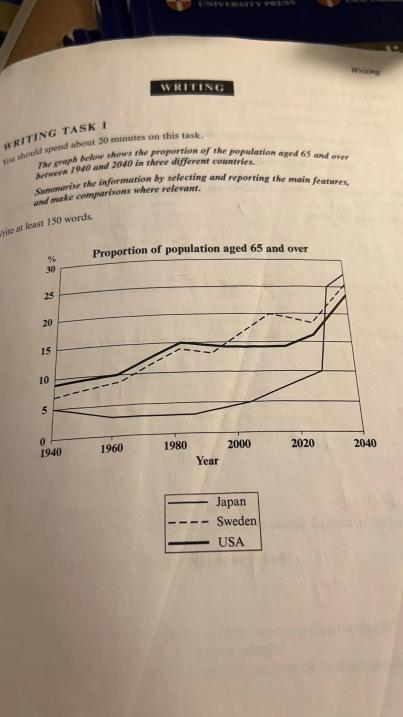 UNIVERSITY PRESS
Writing
WRITING
WRITING TASK 1
You should spend about 20 minutes on this task.
The graph below shows the proportion of the population aged 65 and over
between 1940 and 2040 in three different countries.
Summarise the information by selecting and reporting the main features,
and make comparisons where relevant.
Write at least 150 words.
Proportion of population aged 65 and over
%
30
25
20
15
10
5
0
1940 1960 1980 2000 2020 2040
Year
Japan
Sweden
USA